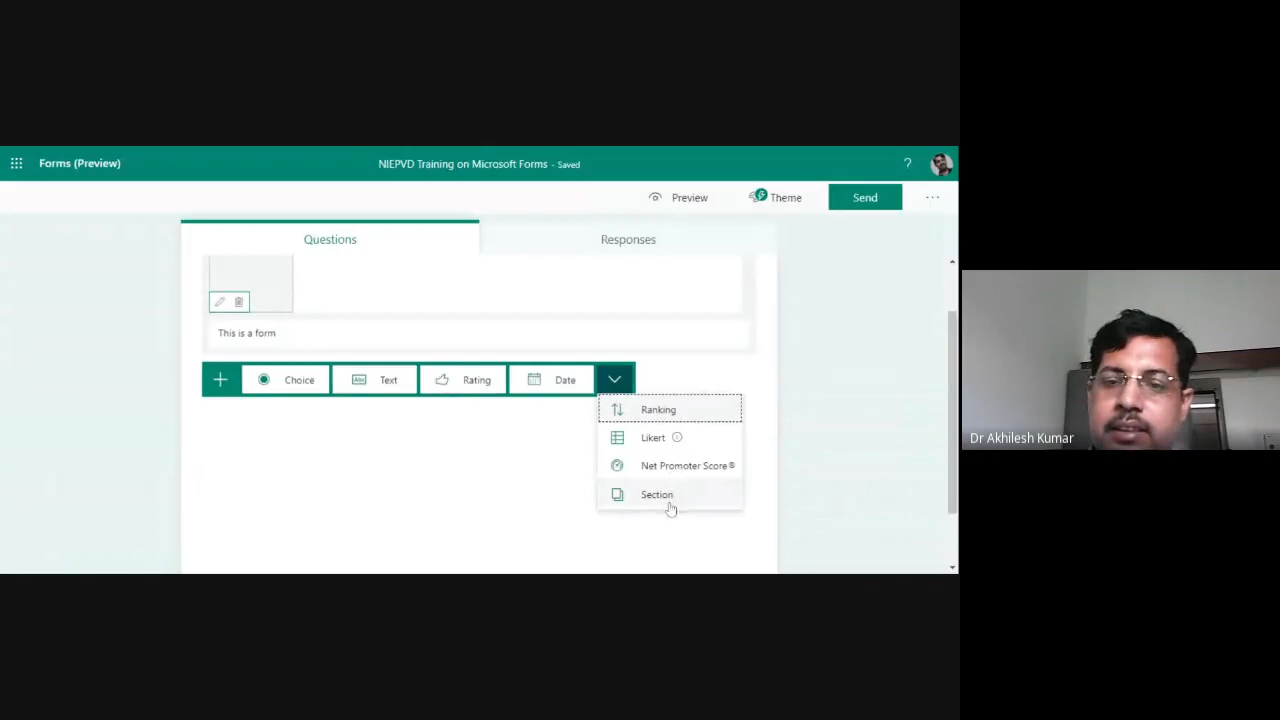 Forms (Preview)
NIEPVD Training on Microsoft Forms - Saved
?
Preview
Theme
Send
Questions
Responses
This is a form
Choice
Abc Text
Rating
Date
Ranking
Likert
Net Promoter Score®
Section
Dr Akhilesh Kumar